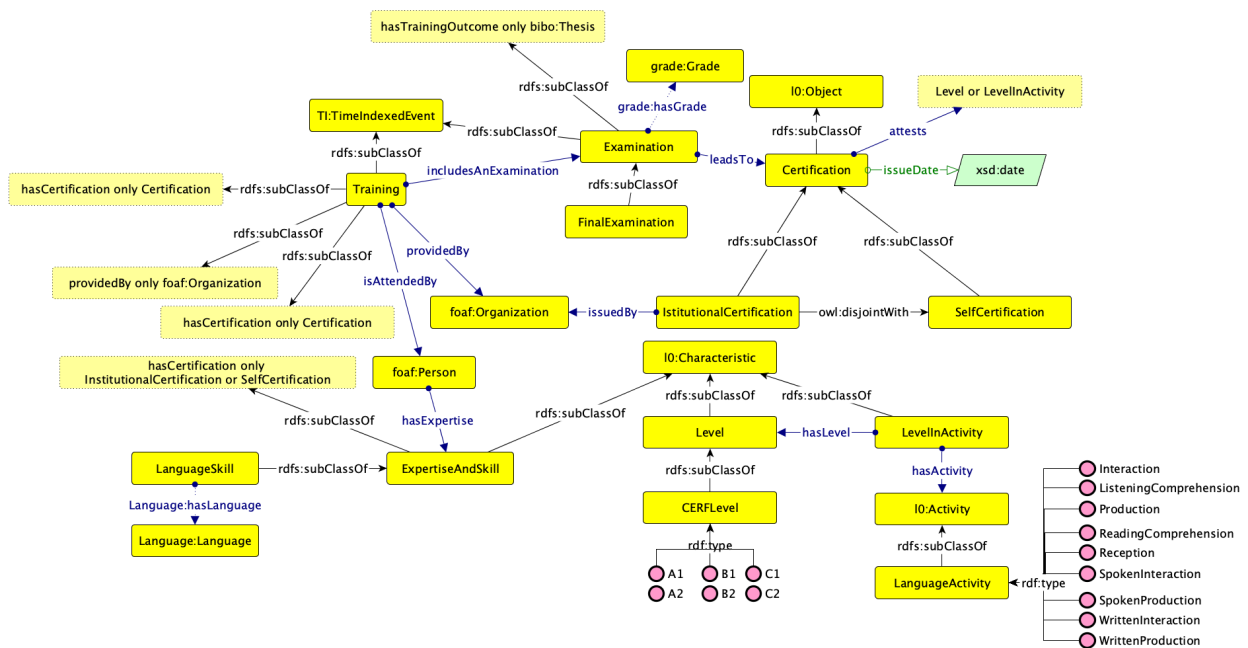 hasTrainingOutcome only bibo:Thesis
grade:Grade
rdfs:subClassOf
l0:Object
Level or LevelInActivity
grade:hasGrade
TI:TimeIndexedEvent
rdfs:subClassOf
rdfs:subClassOf
attests
Examination
rdfs:subClassOf
leadsTo
includesAnExamination
Certification
issueDate
xsd:date
hasCertification only Certification
rdfs:subClassOf
Training
rdfs:subClassOf
FinalExamination
rdfs:subClassOf
providedBy
rdfs:subClassOf
rdfs:subClassOf
rdfs:subClassOf
providedBy only foaf:Organization
isAttendedBy
hasCertification only Certification
foaf:Organization
issuedBy
IstitutionalCertification
owl:disjointWith
SelfCertification
l0:Characteristic
hasCertification only
InstitutionalCertification or SelfCertification
foaf:Person
rdfs:subClassOf
rdfs:subClassOf
rdfs:subClassOf
rdfs:subClassOf
hasExpertise
Level
hasLevel
LevelInActivity
LanguageSkill
rdfs:subClassOf
ExpertiseAndSkill
rdfs:subClassOf
hasActivity
Interaction
ListeningComprehension
Language:hasLanguage
CERFLevel
l0:Activity
Production
ReadingComprehension
Language:Language
rdf:type
rdfs:subClassOf
Reception
A1
B1
C1
SpokenInteraction
LanguageActivity
rdf:type
A2
B2
C2
SpokenProduction
WrittenInteraction
WrittenProduction